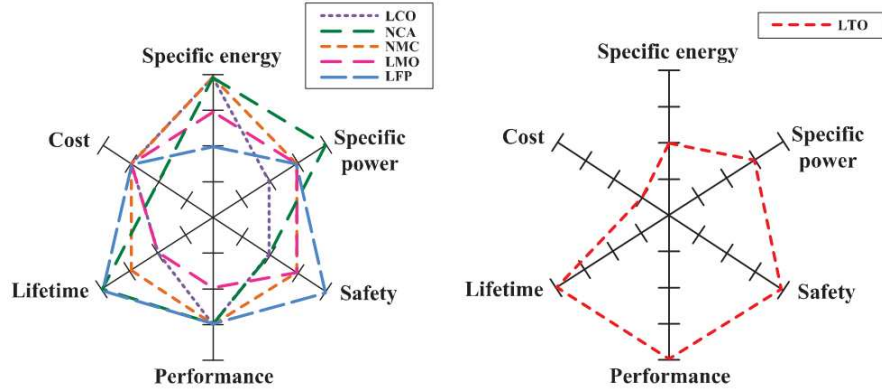 LCO
NCA
NMC
LMO
LFP
Specific energy
Cost
Specific
power
Lifetime
Safety
Performance
LTO
Specific energy
Cost
Specific
power
Lifetime
Safety
Performance